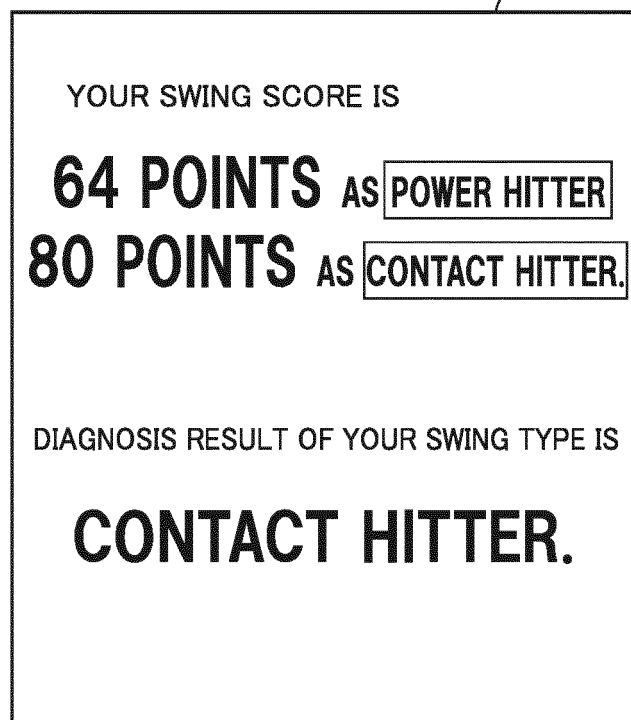 YOUR SWING SCORE IS
64 POINTS AS POWER HITTER
80 POINTS AS CONTACT HITTER.
DIAGNOSIS RESULT OF YOUR SWING TYPE IS
CONTACT HITTER.